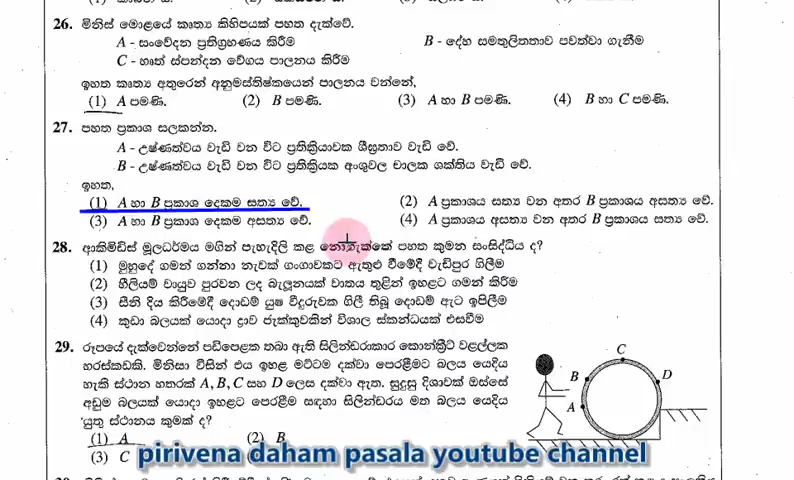 26. මිනිස් මොළයේ කෘත්‍ය කිහිපයක් පහත දැක්වේ.
A - සංවේදන ප්‍රතිග්‍රහණය කිරීම B - දේහ සමතුලිතතාව පවත්වා ගැනීම
C - හෘත් ස්පන්දන වේගය පාලනය කිරීම
ඉහත කෘත්‍ය අතුරෙන් අනුමස්තිෂ්කයෙන් පාලනය වන්නේ,
(1) A පමණි. (2) B පමණි. (3) A හා B පමණි. (4) B හා C පමණි.
27. පහත ප්‍රකාශ සලකන්න.
A - උෂ්ණත්වය වැඩි වන විට ප්‍රතික්‍රියාවක ශීඝ්‍රතාව වැඩි වේ.
B - උෂ්ණත්වය වැඩි වන විට ප්‍රතික්‍රියක අංශුවල චාලක ශක්තිය වැඩි වේ.
ඉහත,
(1) A හා B ප්‍රකාශ දෙකම සත්‍ය වේ. (2) A ප්‍රකාශය සත්‍ය වන අතර B ප්‍රකාශය අසත්‍ය වේ.
(3) A හා B ප්‍රකාශ දෙකම අසත්‍ය වේ. (4) A ප්‍රකාශය අසත්‍ය වන අතර B ප්‍රකාශය සත්‍ය වේ.
28. ආකිමිඩිස් මූලධර්මය මගින් පැහැදිලි කළ නොහැක්කේ පහත කුමන සංසිද්ධිය ද?
(1) මුහුදේ ගමන් ගන්නා නැවක් ගංගාවකට ඇතුළු වීමේදී වැඩිපුර ගිලීම
(2) හීලියම් වායුව පුරවන ලද බැලූනයක් වාතය තුළින් ඉහළට ගමන් කිරීම
(3) සීනි දිය කිරීමේදී දොඩම් යුෂ වීදුරුවක ගිලී තිබූ දොඩම් ඇට ඉපිලීම
(4) කුඩා බලයක් යොදා ද්‍රාව ජැක්කුවකින් විශාල ස්කන්ධයක් එසවීම
29. රූපයේ දැක්වෙන්නේ පඩිපෙළක තබා ඇති සිලින්ඩරාකාර කොන්ක්‍රීට් වළල්ලක
හරස්කඩකි. මිනිසා විසින් එය ඉහළ මට්ටම දක්වා පෙරළීමට බලය යෙදිය
හැකි ස්ථාන හතරක් A, B, C සහ D ලෙස දක්වා ඇත. සුදුසු දිශාවක් ඔස්සේ
අඩුම බලයක් යොදා ඉහළට පෙරළීම සඳහා සිලින්ඩරය මත බලය යෙදිය
යුතු ස්ථානය කුමක් ද?
(1) A (2) B
(3) C
A
B
C
D
pirivena daham pasala youtube channel